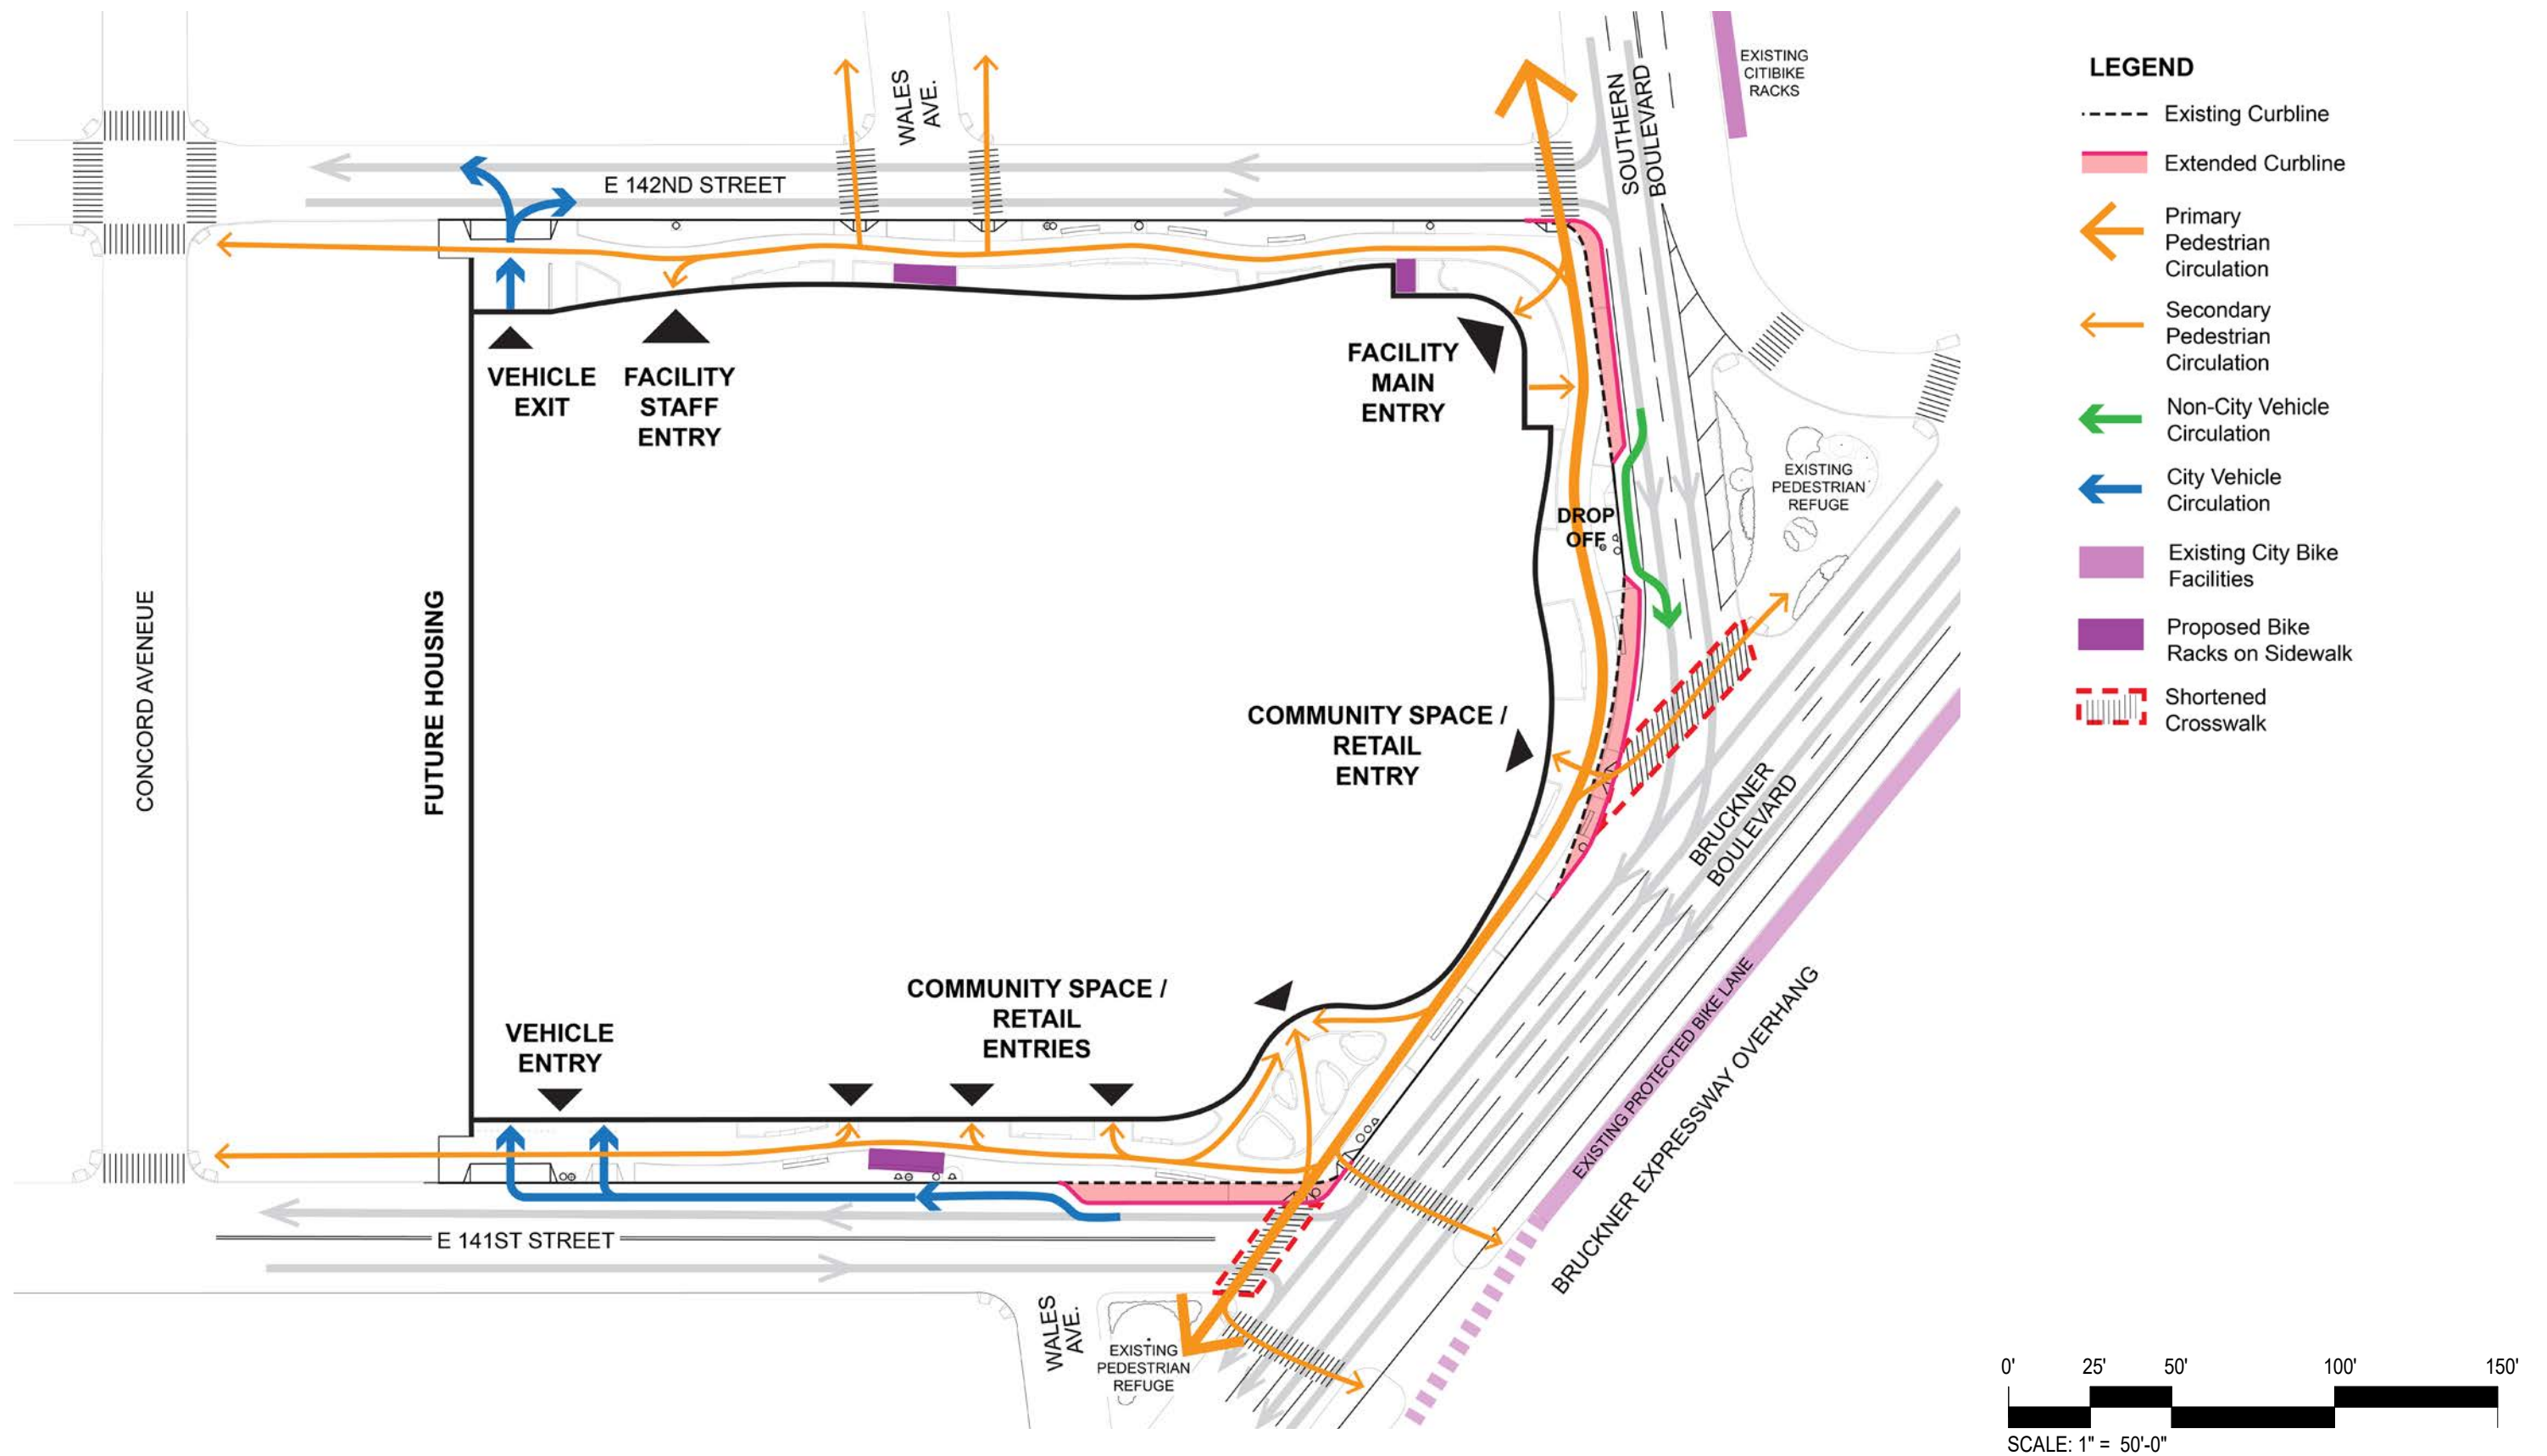 WALES
AVE.
SOUTHERN
BOULEVARD
EXISTING
CITIBIKE
RACKS
E 142ND STREET
VEHICLE
EXIT
FACILITY
STAFF
ENTRY
FACILITY
MAIN
ENTRY
DROP
OFF
EXISTING
PEDESTRIAN
REFUGE
CONCORD AVENEUE
FUTURE HOUSING
COMMUNITY SPACE /
RETAIL
ENTRY
BRUCKNER
BOULEVARD
COMMUNITY SPACE /
RETAIL
ENTRIES
VEHICLE
ENTRY
EXISTING PROTECTED BIKE LANE
BRUCKNER EXPRESSWAY OVERHANG
E 141ST STREET
WALES
AVE.
EXISTING
PEDESTRIAN
REFUGE
LEGEND
Existing Curbline
Extended Curbline
Primary
Pedestrian
Circulation
Secondary
Pedestrian
Circulation
Non-City Vehicle
Circulation
City Vehicle
Circulation
Existing City Bike
Facilities
Proposed Bike
Racks on Sidewalk
Shortened
Crosswalk
0' 25' 50' 100' 150'
SCALE: 1" = 50'-0"